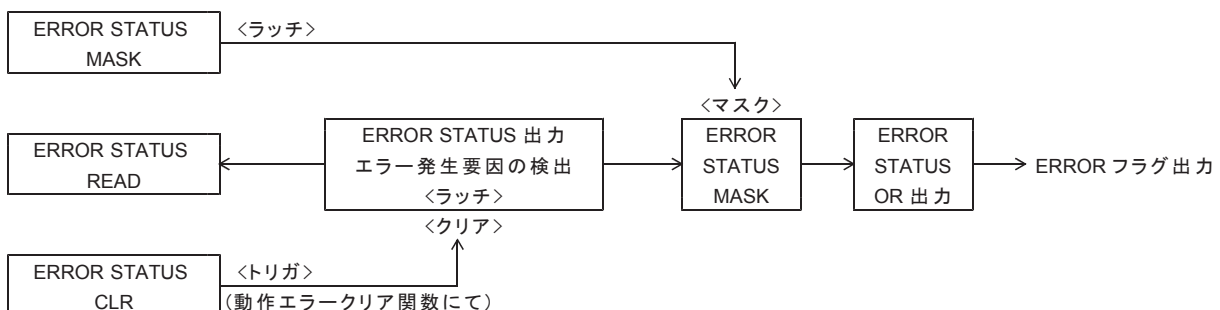 ERROR STATUS
MASK
<ラッチ>
<マスク>
ERROR STATUS
READ
ERROR STATUS 出力
エラー発生要因の検出
<ラッチ>
<クリア>
ERROR
STATUS
MASK
ERROR
STATUS
OR 出力
ERROR フラグ出力
ERROR STATUS
CLR
<トリガ>
(動作エラークリア関数にて)